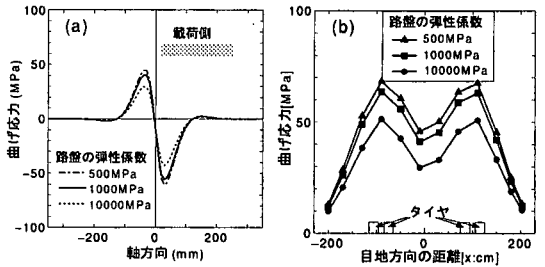 (a)
載荷側
100
50
0
−50
−100
曲げ応力 (MPa)
路盤の弾性係数
500MPa
1000MPa
10000MPa
−200
0
200
軸方向 (mm)
(b)
路盤の弾性係数
500MPa
1000MPa
10000MPa
100
50
0
曲げ応力[MPa]
タイヤ
−200
−100
0
100
200
目地方向の距離[x:cm]